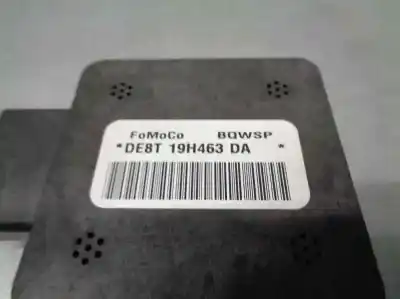 FoMoCo BQWSP
*DE8T 19H463 DA *